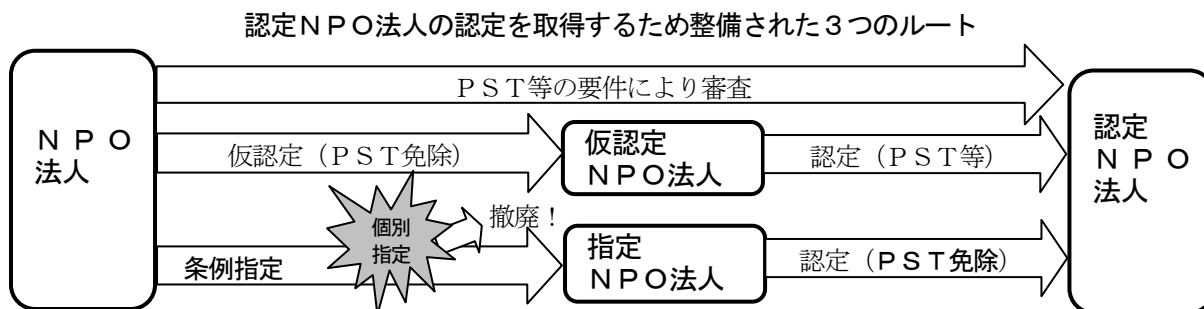 認定ＮＰＯ法人の認定を取得するため整備された３つのルート
ＰＳＴ等の要件により審査
ＮＰＯ
法人
仮認定（ＰＳＴ免除）
仮認定
ＮＰＯ法人
認定（ＰＳＴ等）
認定
ＮＰＯ
法人
個別
指定
撤廃！
条例指定
指定
ＮＰＯ法人
認定（ＰＳＴ免除）